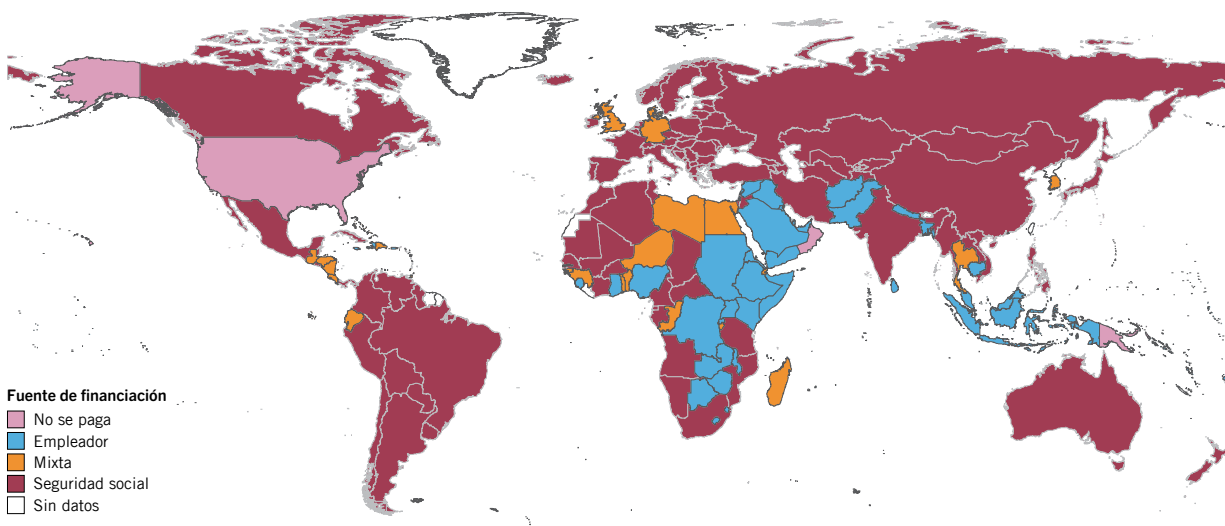 Fuente de financiación
No se paga
Empleador
Mixta
Seguridad social
Sin datos